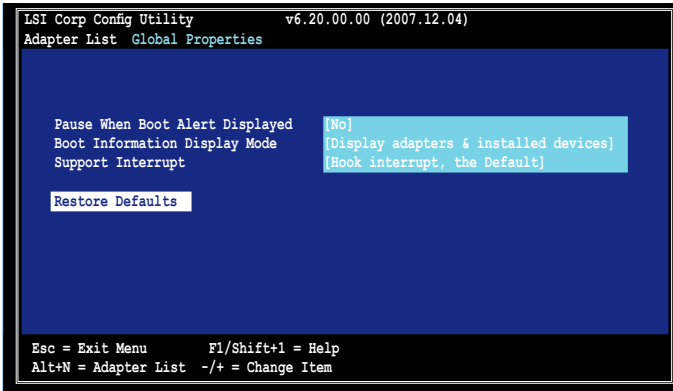 LSI Corp Config Utility v6.20.00.00 (2007.12.04)
Adapter List Global Properties
Pause When Boot Alert Displayed [No]
Boot Information Display Mode [Display adapters & installed devices]
Support Interrupt [Hook interrupt, the Default]
Restore Defaults
Esc = Exit Menu F1/Shift+1 = Help
Alt+N = Adapter List -/+ = Change Item